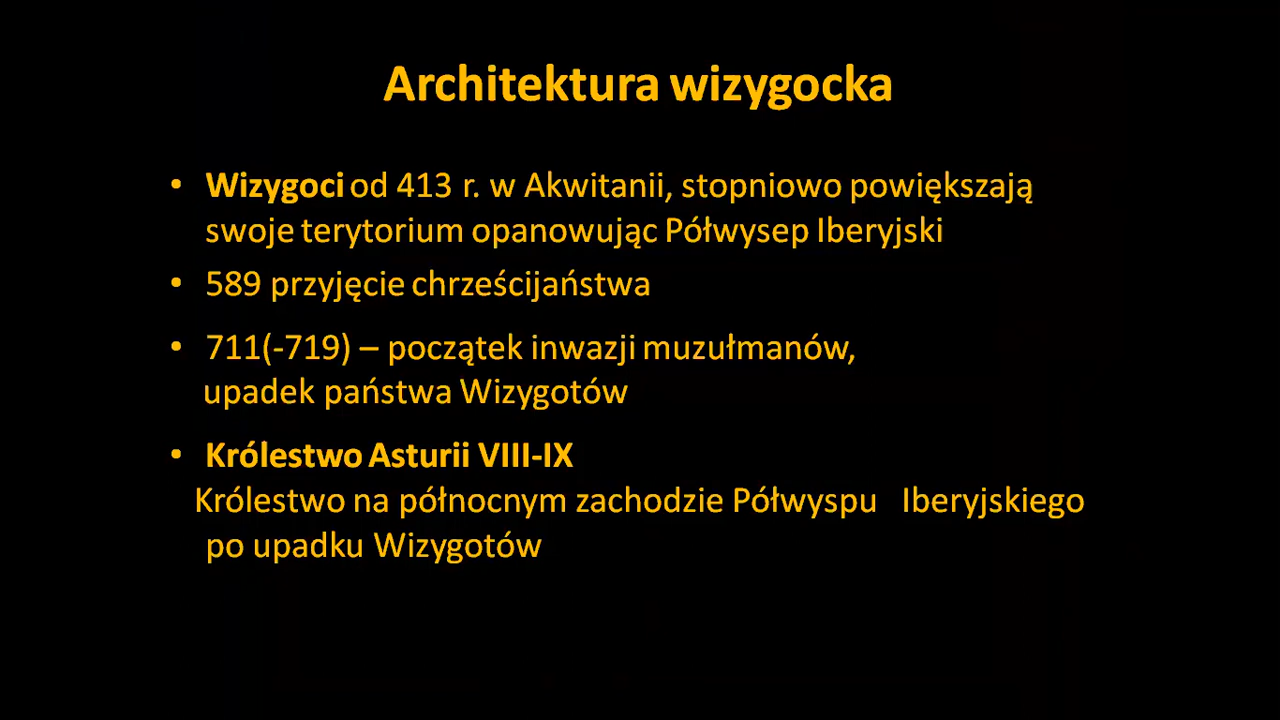 Architektura wizygocka
• Wizygoci od 413 r. w Akwitanii, stopniowo powiększają
swoje terytorium opanowując Półwysep Iberyjski
• 589 przyjęcie chrześcijaństwa
• 711(-719) – początek inwazji muzułmanów,
upadek państwa Wizygotów
• Królestwo Asturii VIII-IX
Królestwo na północnym zachodzie Półwyspu Iberyjskiego
po upadku Wizygotów